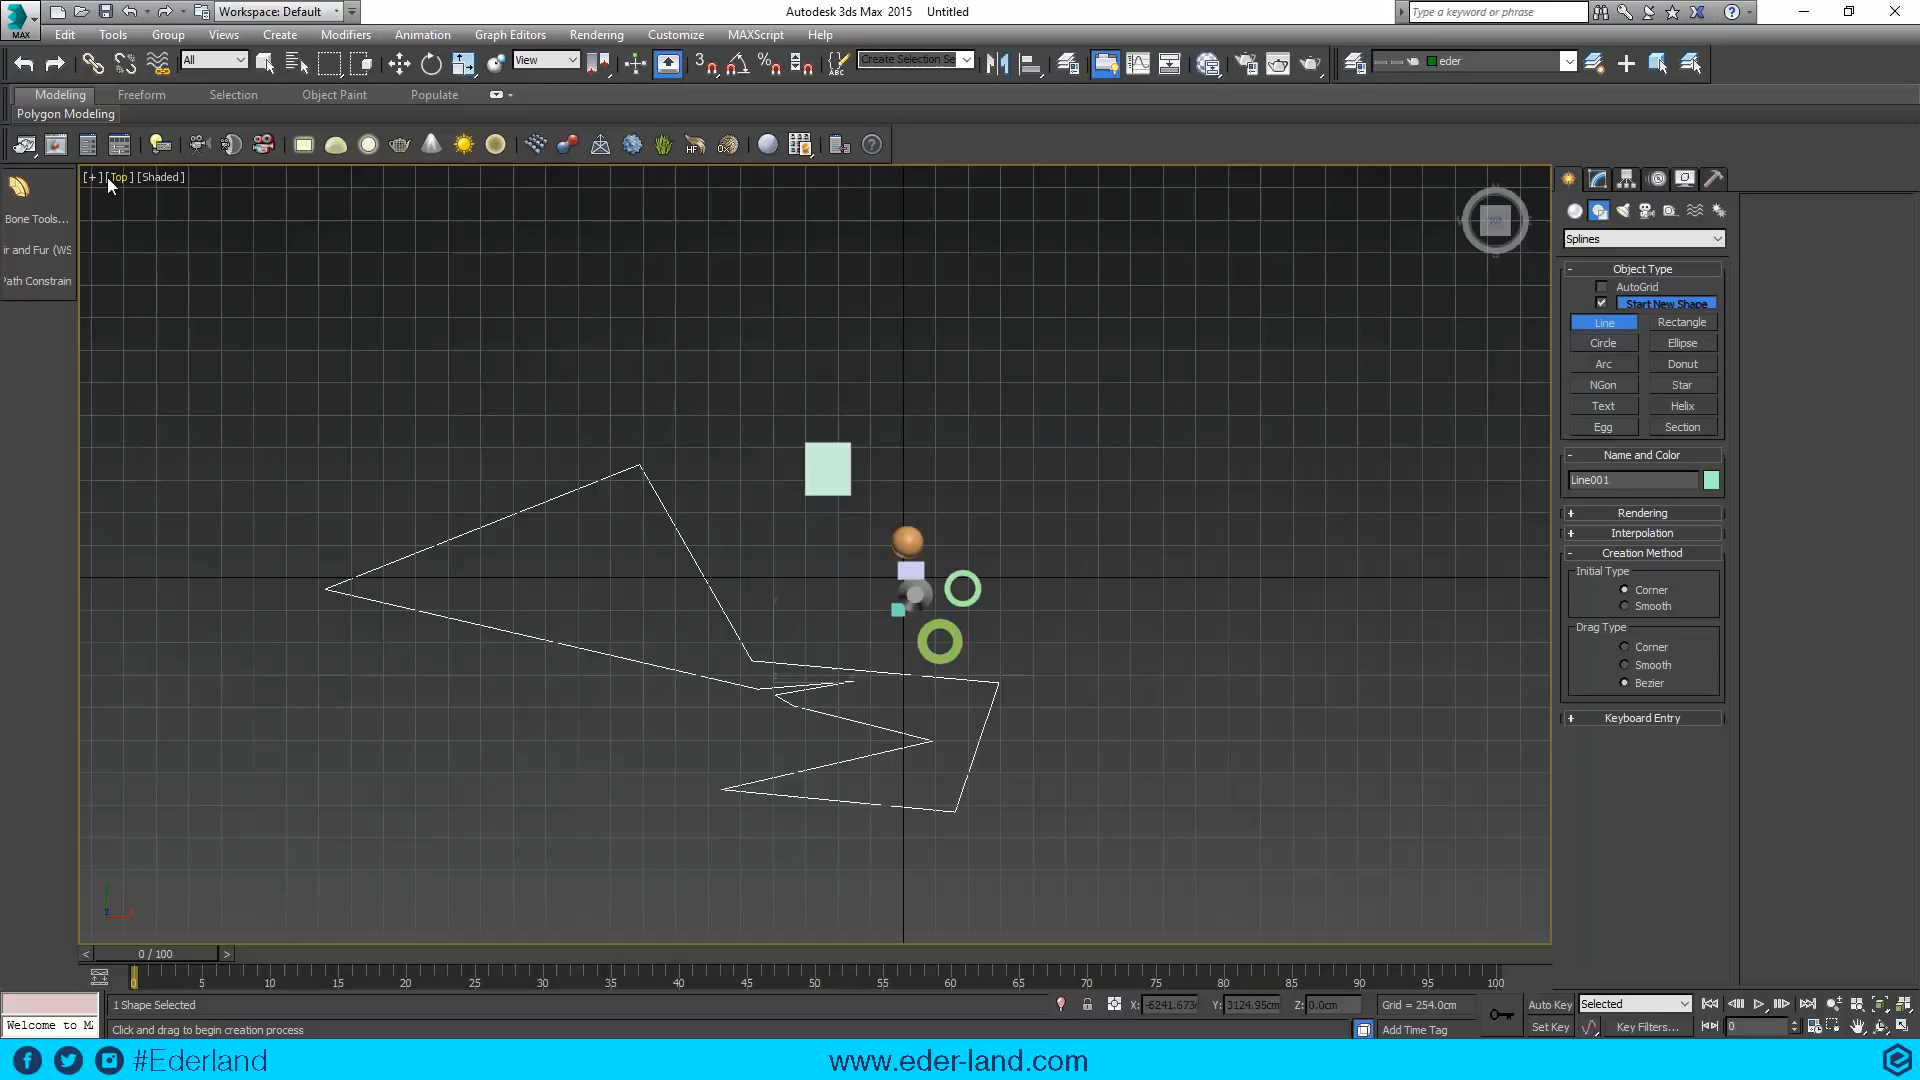 Workspace: Default
Autodesk 3ds Max 2015 Untitled
Type a keyword or phrase
MAX
Edit Tools Group Views Create Modifiers Animation Graph Editors Rendering Customize MAXScript Help
All View Create Selection Se eder
Modeling Freeform Selection Object Paint Populate
Polygon Modeling
[+] [Top] [Shaded]
Bone Tools...
ir and Fur (WS
Path Constrain
TOP
Splines
- Object Type
AutoGrid
Start New Shape
Line Rectangle
Circle Ellipse
Arc Donut
NGon Star
Text Helix
Egg Section
- Name and Color
Line001
+ Rendering
+ Interpolation
- Creation Method
Initial Type
Corner
Smooth
Drag Type
Corner
Smooth
Bezier
+ Keyboard Entry
< 0 / 100 >
0 5 10 15 20 25 30 35 40 45 50 55 60 65 70 75 80 85 90 95 100
1 Shape Selected X: -6241.673 Y: 3124.95cm Z: 0.0cm Grid = 254.0cm Auto Key Selected
Welcome to M Click and drag to begin creation process Add Time Tag Set Key Key Filters... 0
#Ederland www.eder-land.com